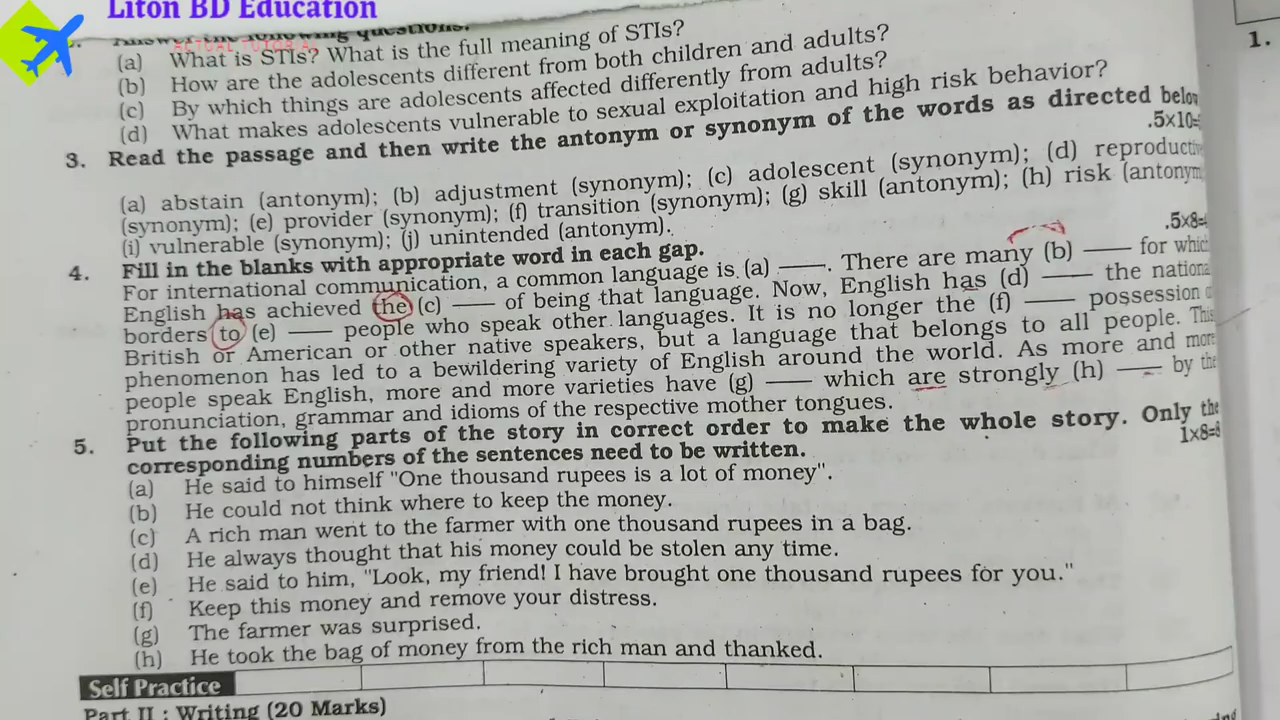 Liton BD Education
Answer the following questions.
ACTUAL TUTORIAL
(a) What is STIs? What is the full meaning of STIs?
(b) How are the adolescents different from both children and adults?
(c) By which things are adolescents affected differently from adults?
(d) What makes adolescents vulnerable to sexual exploitation and high risk behavior?
3. Read the passage and then write the antonym or synonym of the words as directed below
.5×10=
(a) abstain (antonym); (b) adjustment (synonym); (c) adolescent (synonym); (d) reproductive
(synonym); (e) provider (synonym); (f) transition (synonym); (g) skill (antonym); (h) risk (antonym
(i) vulnerable (synonym); (j) unintended (antonym).
4. Fill in the blanks with appropriate word in each gap.
.5×8=
For international communication, a common language is (a) ——. There are many (b) —— for which
English has achieved the (c) —— of being that language. Now, English has (d) —— the national
borders to (e) —— people who speak other languages. It is no longer the (f) —— possession of
British or American or other native speakers, but a language that belongs to all people. This
phenomenon has led to a bewildering variety of English around the world. As more and more
people speak English, more and more varieties have (g) —— which are strongly (h) —— by the
pronunciation, grammar and idioms of the respective mother tongues.
5. Put the following parts of the story in correct order to make the whole story. Only the
corresponding numbers of the sentences need to be written.
1×8=8
(a) He said to himself "One thousand rupees is a lot of money".
(b) He could not think where to keep the money.
(c) A rich man went to the farmer with one thousand rupees in a bag.
(d) He always thought that his money could be stolen any time.
(e) He said to him, "Look, my friend! I have brought one thousand rupees for you."
(f) Keep this money and remove your distress.
(g) The farmer was surprised.
(h) He took the bag of money from the rich man and thanked.
Self Practice
Part II : Writing (20 Marks)
1.